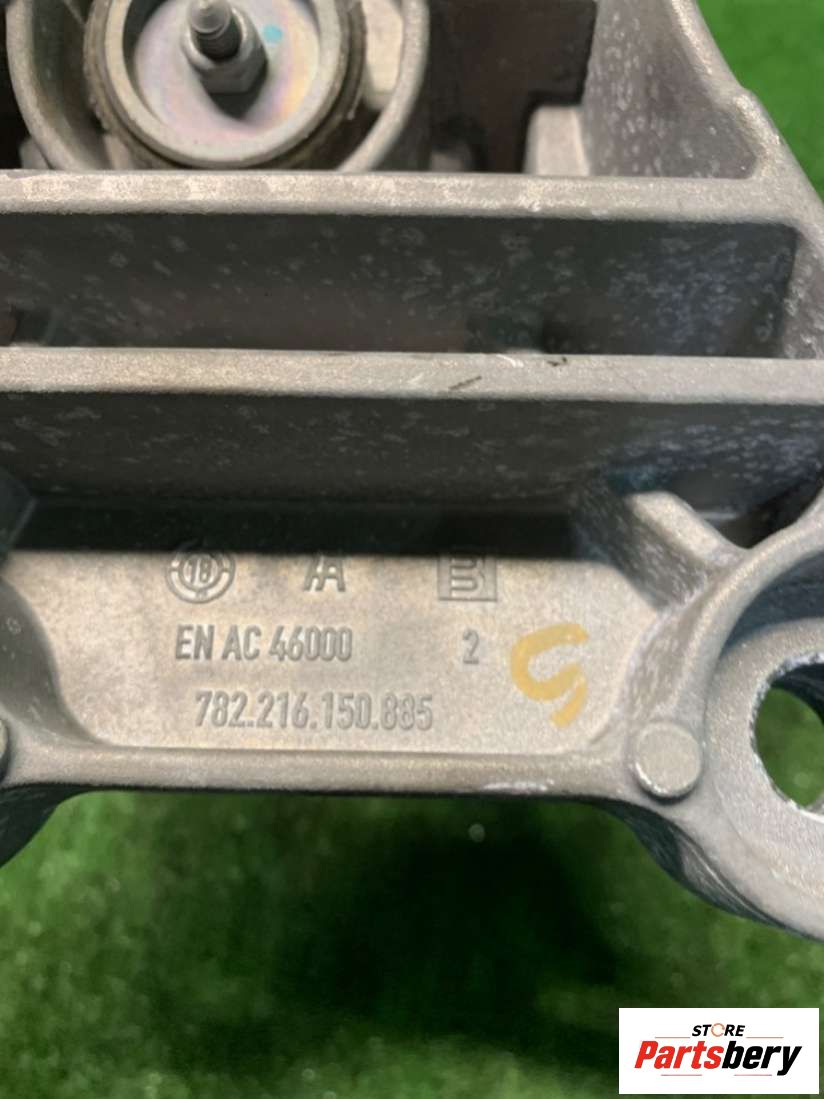 18
EN AC 46000 2
782.216.150.885
STORE
Partsbery